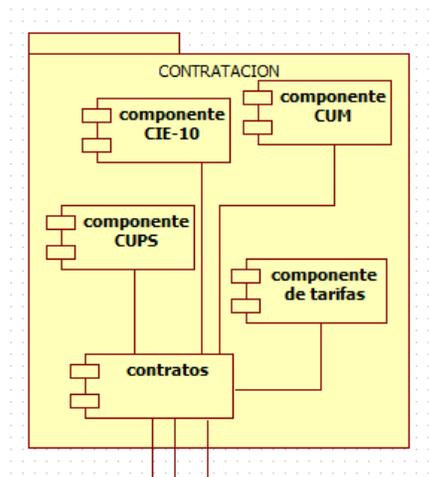 CONTRATACION
componente
CIE-10
componente
CUM
componente
CUPS
componente
de tarifas
contratos